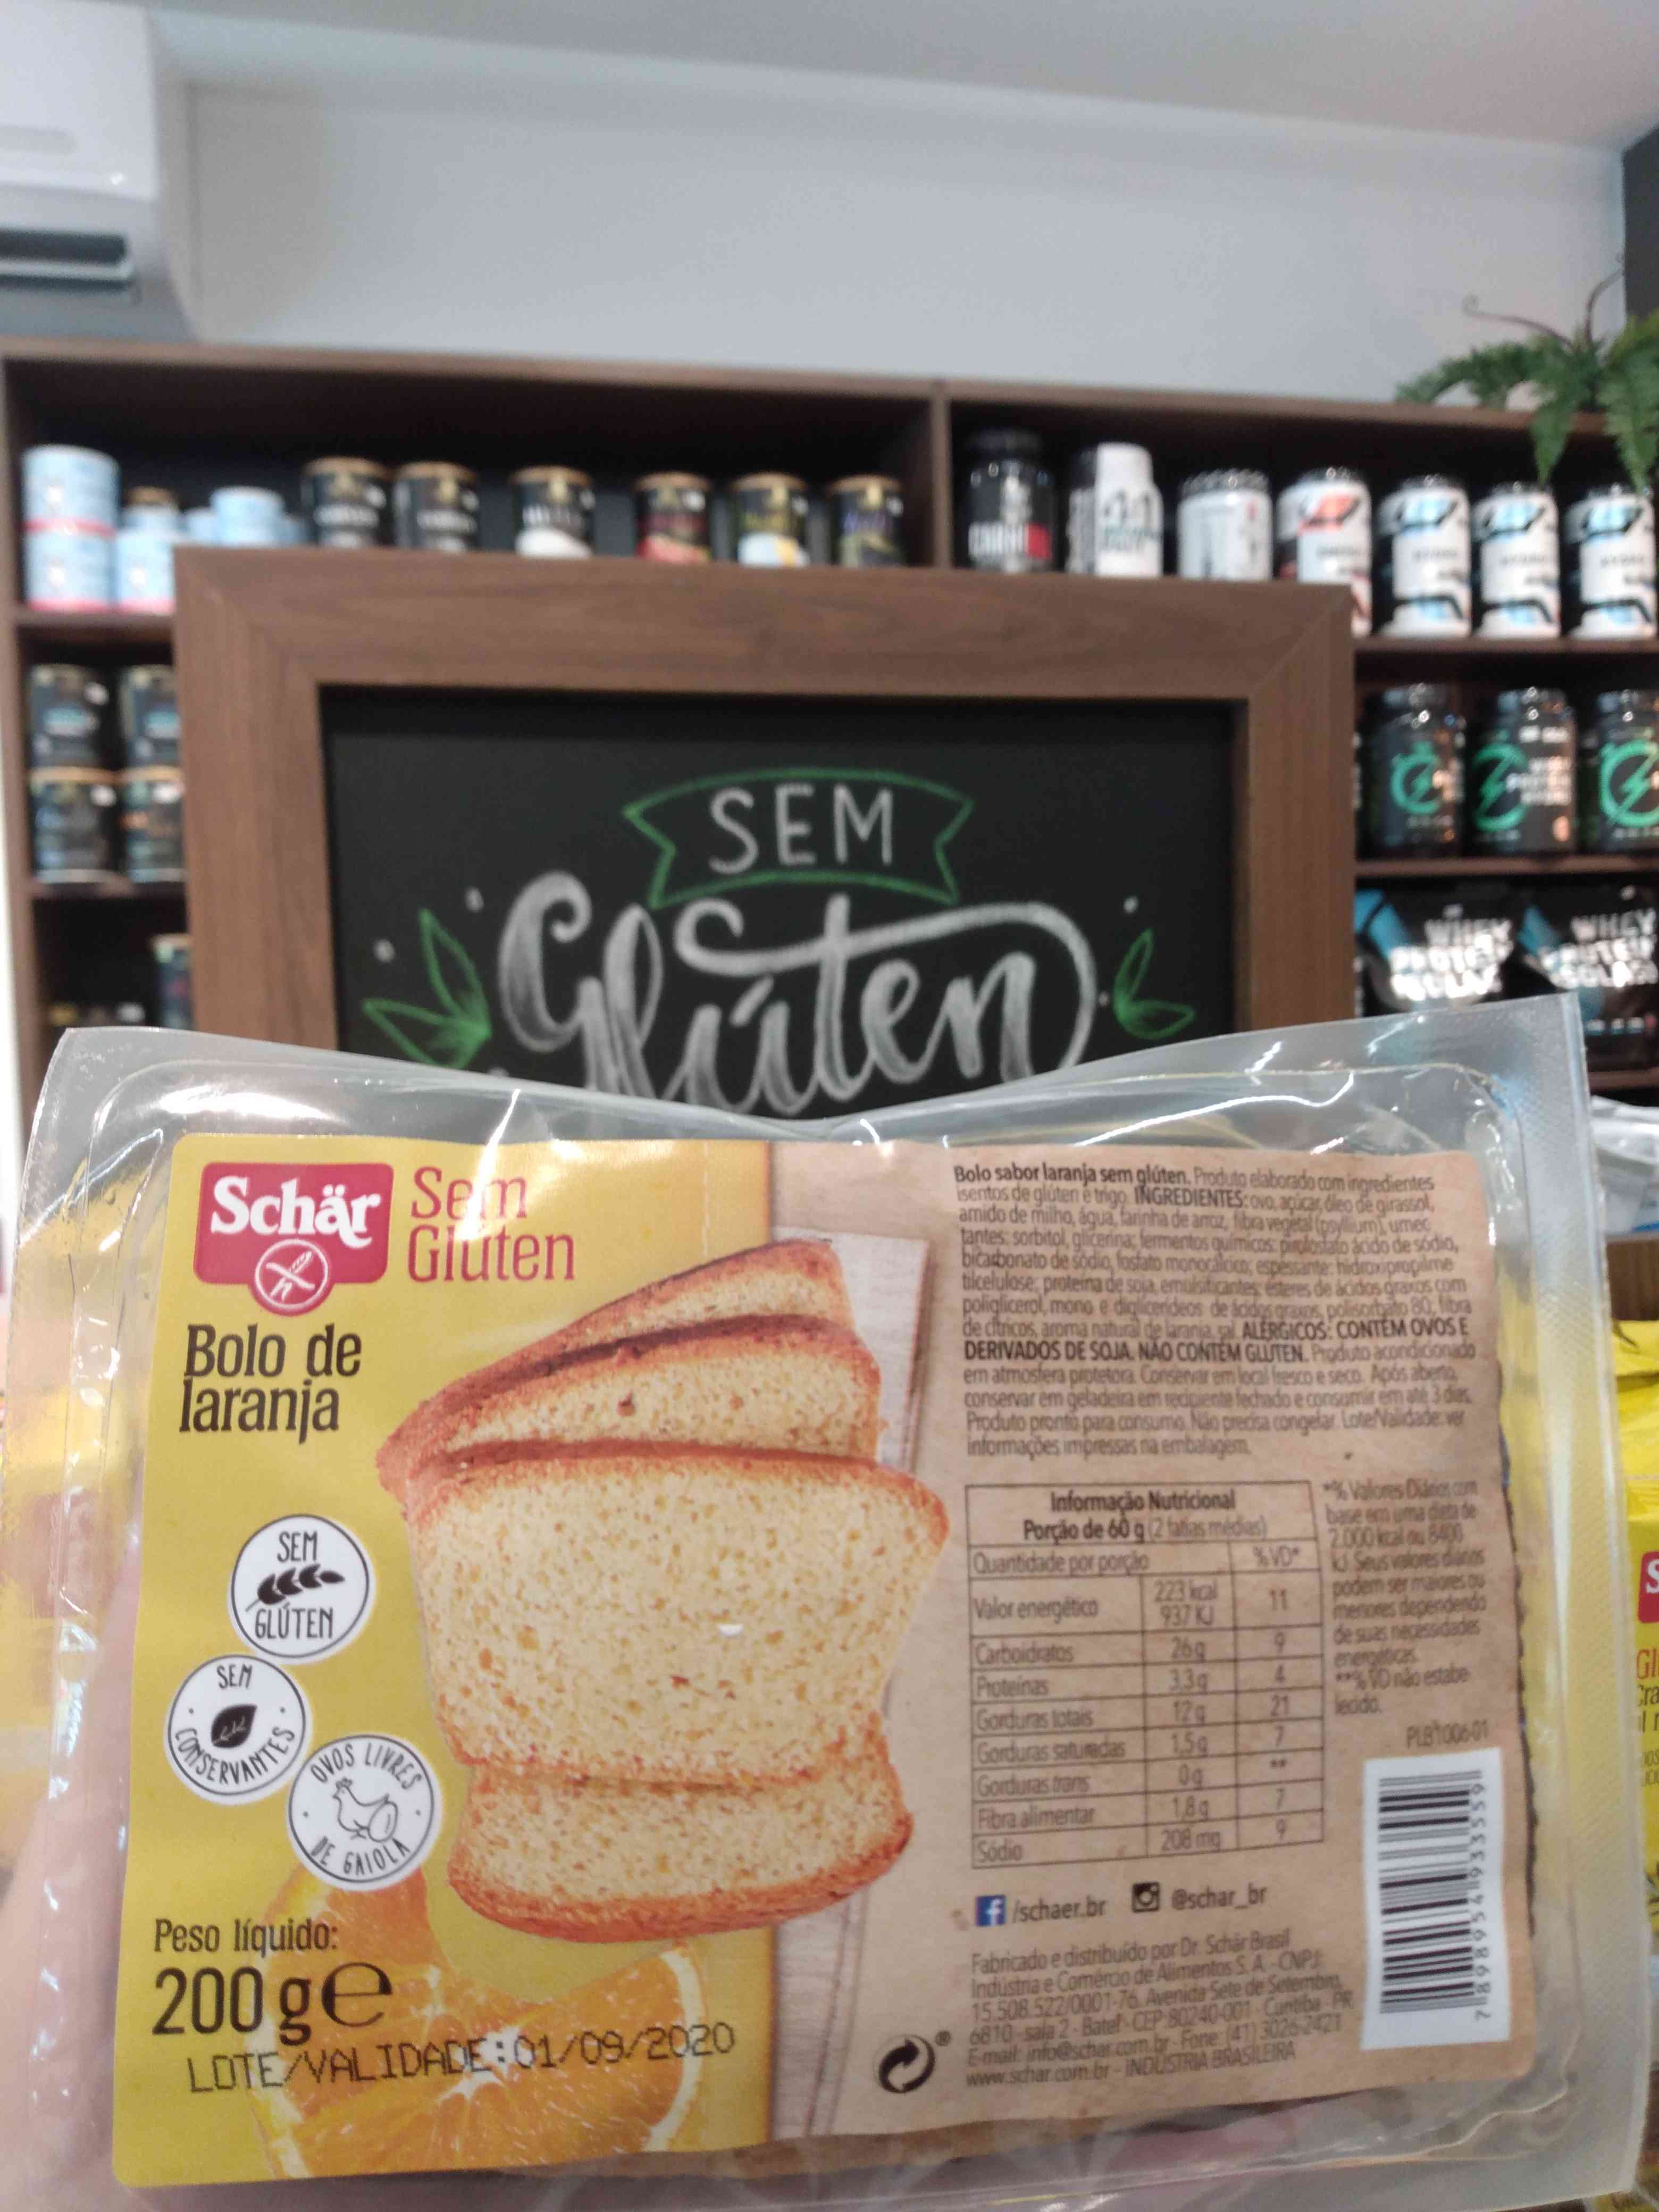 SEM
Glúten
Schär
Sem
Glúten
Bolo de
laranja
SEM
GLÚTEN
SEM
CONSERVANTES
OVOS LIVRES
DE GAIOLA
Peso líquido:
200 g e
LOTE/VALIDADE:01/09/2020
Bolo sabor laranja sem glúten. Produto elaborado com ingredientes
isentos de glúten e trigo. INGREDIENTES: ovo, açúcar, óleo de girassol,
amido de milho, água, farinha de arroz, fibra vegetal (psyllium), umec
tantes: sorbitol, glicerina; fermentos químicos: pirofosfato ácido de sódio,
bicarbonato de sódio, fosfato monocálcico; espessante: hidroxipropilme
tilcelulose; proteína de soja, emulsificantes: ésteres de ácidos graxos com
poliglicerol, mono e diglicerídeos de ácidos graxos, polisorbato 80; fibra
de cítricos, aroma natural de laranja, sal. ALÉRGICOS: CONTÉM OVOS E
DERIVADOS DE SOJA. NÃO CONTÉM GLÚTEN. Produto acondicionado
em atmosfera protetora. Conservar em local fresco e seco. Após aberto,
conservar em geladeira em recipiente fechado e consumir em até 3 dias.
Produto pronto para consumo. Não precisa congelar. Lote/Validade: ver
informações impressas na embalagem.
Informação Nutricional
Porção de 60 g (2 fatias médias)
Quantidade por porção %VD*
Valor energético 223 kcal 937 KJ 11
Carboidratos 26g 9
Proteínas 3,3g 4
Gorduras totais 12g 21
Gorduras saturadas 1,5g 7
Gorduras trans 0g **
Fibra alimentar 1,8g 7
Sódio 208 mg 9
*% Valores Diários com
base em uma dieta de
2.000 kcal ou 8400
kJ. Seus valores diários
podem ser maiores ou
menores dependendo
de suas necessidades
energéticas.
**% VD não estabe
lecido.
PLB1006-01
/schaer.br @schar_br
Fabricado e distribuído por Dr. Schär Brasil
Indústria e Comércio de Alimentos S. A. - CNPJ:
15.508.522/0001-76. Avenida Sete de Setembro,
6810 - sala 2 - Batel - CEP 80240-001 - Curitiba - PR
E-mail: info@schar.com.br - Fone: (41) 3026-2421
www.schar.com.br - INDÚSTRIA BRASILEIRA
7 898954 933559
WHEY
WHEY